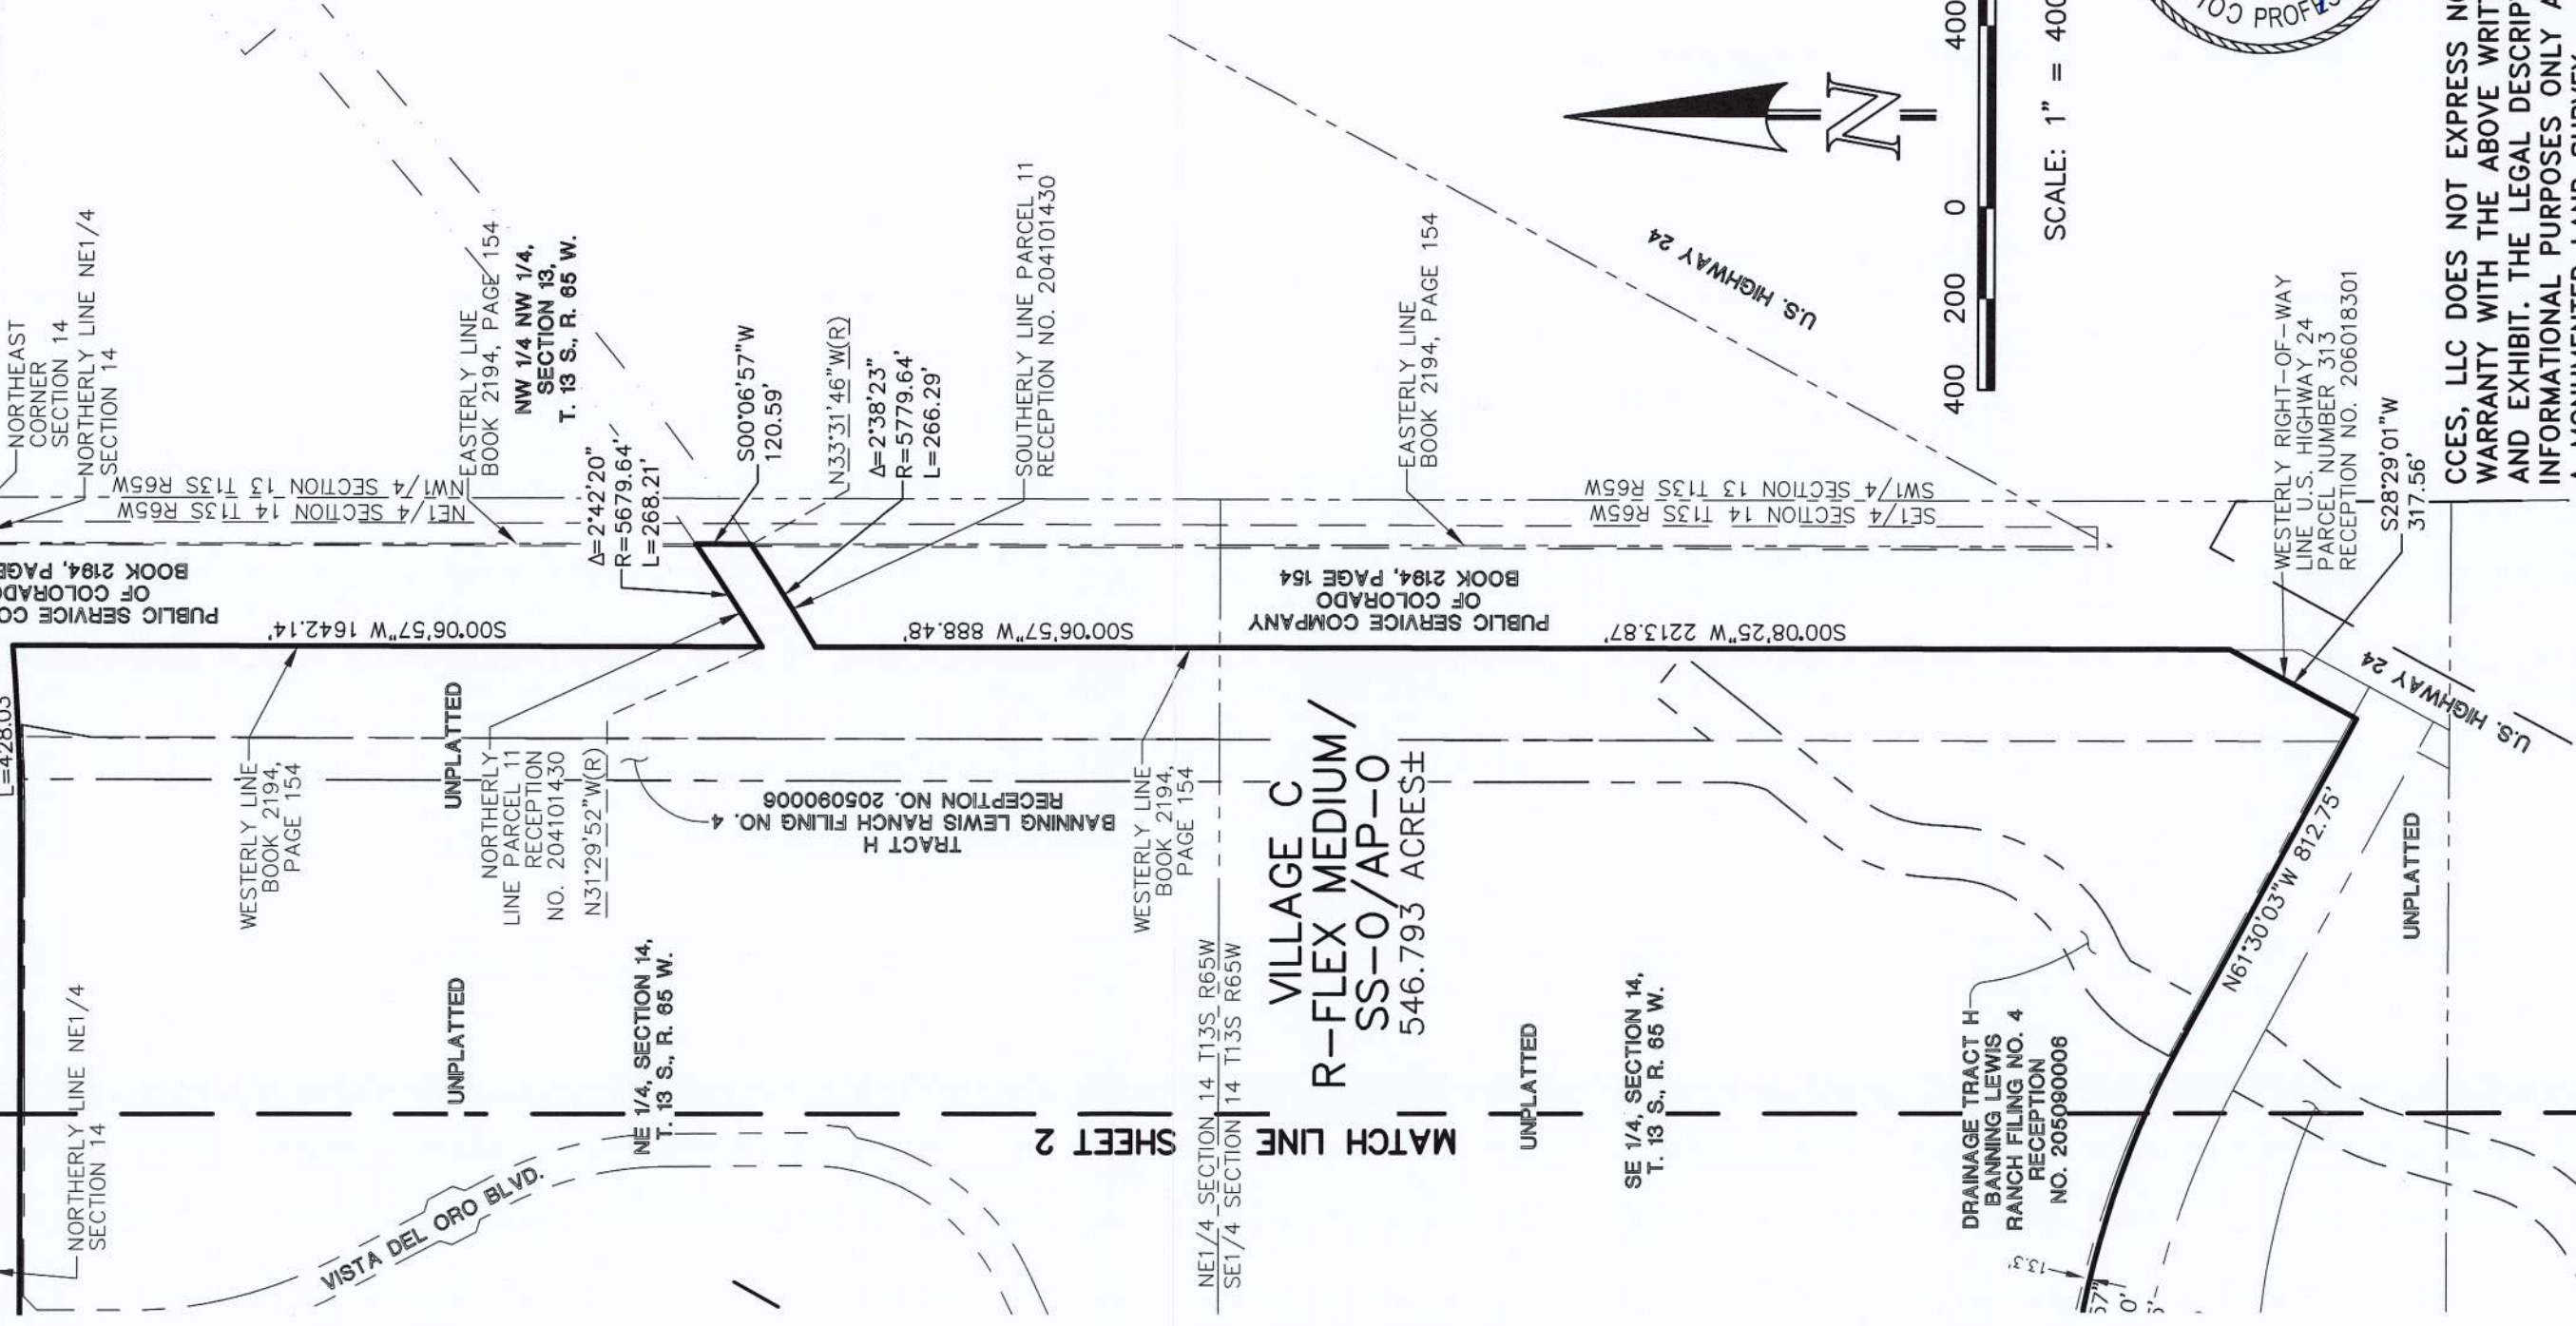 L=428.03
NORTHERLY LINE NE1/4
SECTION 14
VISTA DEL ORO BLVD.
UNPLATTED
NE 1/4, SECTION 14,
T. 13 S., R. 65 W.
MATCH LINE SHEET 2
NE1/4 SECTION 14 T13S R65W
SE1/4 SECTION 14 T13S R65W
UNPLATTED
SE 1/4, SECTION 14,
T. 13 S., R. 65 W.
DRAINAGE TRACT H
BANNING LEWIS
RANCH FILING NO. 4
RECEPTION
NO. 205090006
13.3'
WESTERLY LINE
BOOK 2194,
PAGE 154
UNPLATTED
NORTHERLY
LINE PARCEL 11
RECEPTION
NO. 204101430
N31°29'52"W(R)
TRACT H
BANNING LEWIS RANCH FILING NO. 4
RECEPTION NO. 205090006
WESTERLY LINE
BOOK 2194,
PAGE 154
VILLAGE C
R-FLEX MEDIUM/
SS-O/AP-O
546.793 ACRES±
N61°30'03"W 812.75'
UNPLATTED
U.S. HIGHWAY 24
S00°06'57"W 1642.14'
S00°06'57"W 888.48'
S00°08'25"W 2213.87'
PUBLIC SERVICE CO
OF COLORADO
BOOK 2194, PAGE
PUBLIC SERVICE COMPANY
OF COLORADO
BOOK 2194, PAGE 154
NE1/4 SECTION 14 T13S R65W
NW1/4 SECTION 13 T13S R65W
SE1/4 SECTION 14 T13S R65W
SW1/4 SECTION 13 T13S R65W
NORTHEAST
CORNER
SECTION 14
NORTHERLY LINE NE1/4
SECTION 14
EASTERLY LINE
BOOK 2194, PAGE 154
NW 1/4 NW 1/4,
SECTION 13,
T. 13 S., R. 65 W.
Δ=2°42'20"
R=5679.64'
L=268.21'
S00°06'57"W
120.59'
N33°31'46"W(R)
Δ=2°38'23"
R=5779.64'
L=266.29'
SOUTHERLY LINE PARCEL 11
RECEPTION NO. 204101430
EASTERLY LINE
BOOK 2194, PAGE 154
U.S. HIGHWAY 24
WESTERLY RIGHT-OF-WAY
LINE U.S. HIGHWAY 24
PARCEL NUMBER 313
RECEPTION NO. 206018301
S28°29'01"W
317.56'
N
400 200 0 400
SCALE: 1" = 400
COL PROF
CCES, LLC DOES NOT EXPRESS NO
WARRANTY WITH THE ABOVE WRITT
AND EXHIBIT. THE LEGAL DESCRIPT
INFORMATIONAL PURPOSES ONLY A
MONUMENTED LAND SURVEY